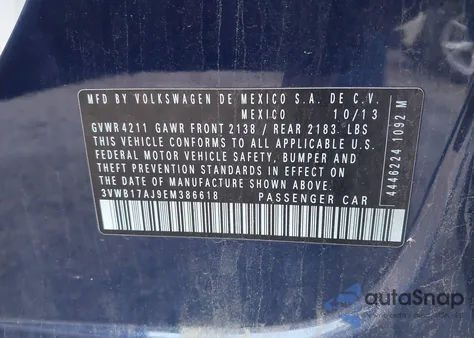 MFD BY VOLKSWAGEN DE MEXICO S.A. DE C.V.
MEXICO 10/13
GVWR 4211 GAWR FRONT 2138 / REAR 2183 LBS
THIS VEHICLE CONFORMS TO ALL APPLICABLE U.S.
FEDERAL MOTOR VEHICLE SAFETY, BUMPER AND
THEFT PREVENTION STANDARDS IN EFFECT ON
THE DATE OF MANUFACTURE SHOWN ABOVE.
3VWB17AJ9EM386618 PASSENGER CAR
4446224 1092 M
autoSnap